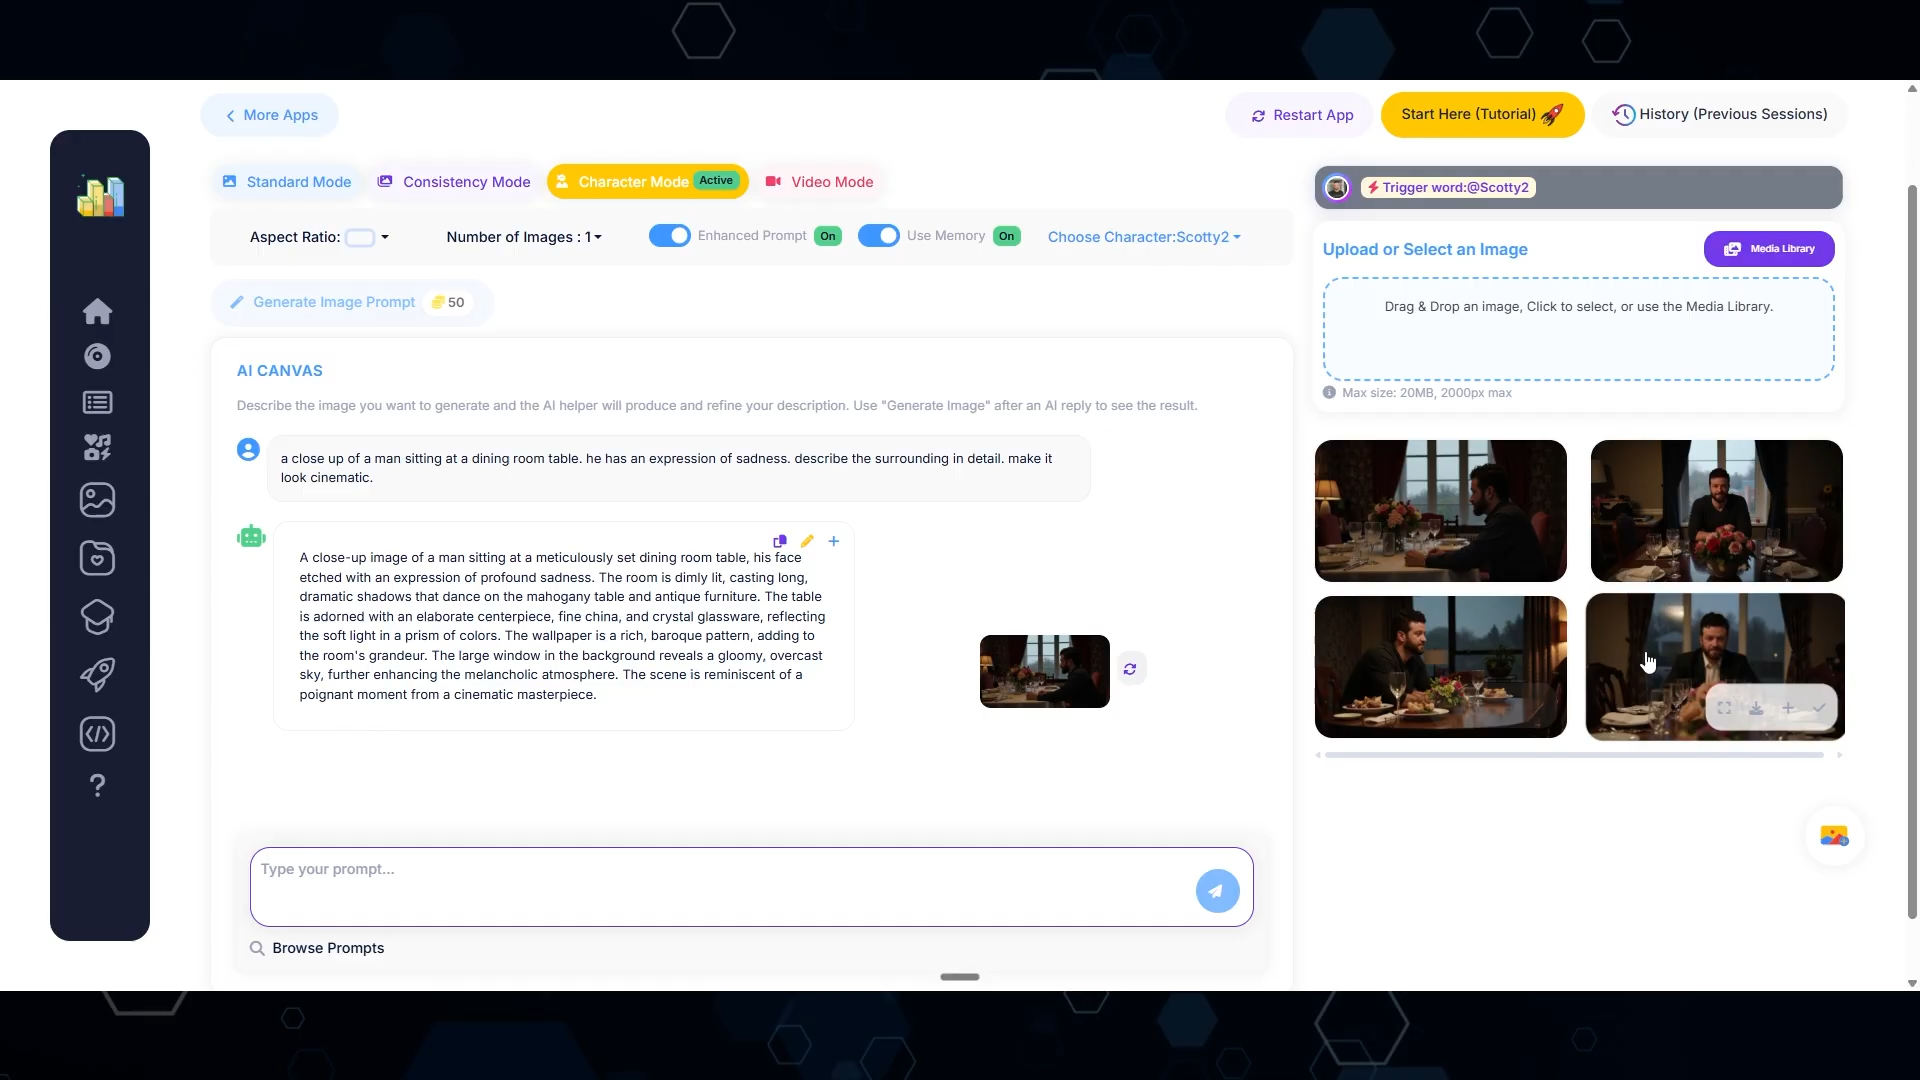 More Apps
Restart App
Start Here (Tutorial)
History (Previous Sessions)
Standard Mode
Consistency Mode
Character Mode Active
Video Mode
Trigger word:@Scotty2
Aspect Ratio:
Number of Images : 1
Enhanced Prompt On
Use Memory On
Choose Character:Scotty2
Upload or Select an Image
Media Library
Drag & Drop an image, Click to select, or use the Media Library.
Max size: 20MB, 2000px max
Generate Image Prompt 50
AI CANVAS
Describe the image you want to generate and the AI helper will produce and refine your description. Use "Generate Image" after an AI reply to see the result.
a close up of a man sitting at a dining room table. he has an expression of sadness. describe the surrounding in detail. make it
look cinematic.
A close-up image of a man sitting at a meticulously set dining room table, his face
etched with an expression of profound sadness. The room is dimly lit, casting long,
dramatic shadows that dance on the mahogany table and antique furniture. The table
is adorned with an elaborate centerpiece, fine china, and crystal glassware, reflecting
the soft light in a prism of colors. The wallpaper is a rich, baroque pattern, adding to
the room's grandeur. The large window in the background reveals a gloomy, overcast
sky, further enhancing the melancholic atmosphere. The scene is reminiscent of a
poignant moment from a cinematic masterpiece.
Type your prompt...
Browse Prompts